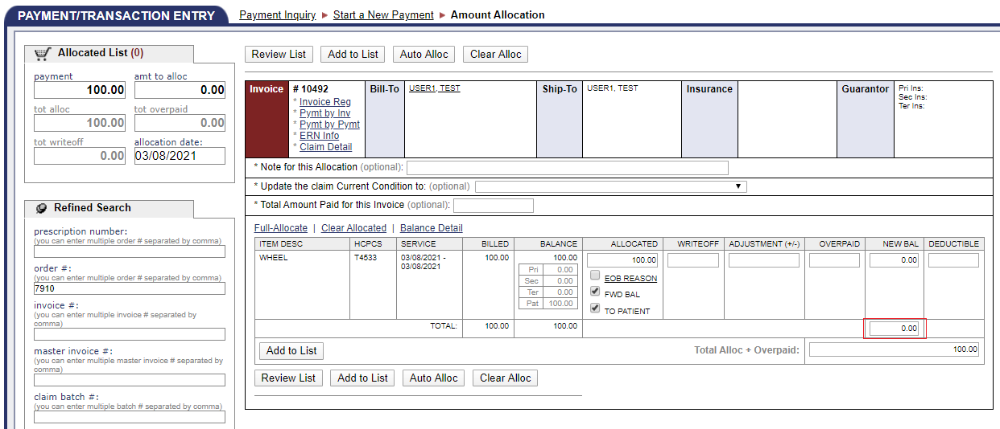 PAYMENT/TRANSACTION ENTRY Payment Inquiry ► Start a New Payment ► Amount Allocation
Allocated List (0)
payment amt to alloc
100.00 0.00
tot alloc tot overpaid
100.00 0.00
tot writeoff allocation date:
0.00 03/08/2021
Refined Search
prescription number:
(you can enter multiple order # separated by comma)
order #:
(you can enter multiple order # separated by comma)
7910
invoice #:
(you can enter multiple invoice # separated by
comma)
master invoice #:
(you can enter multiple master invoice # separated by
comma)
claim batch #:
(you can enter multiple batch # separated by comma)
Review List Add to List Auto Alloc Clear Alloc
Invoice # 10492 Bill-To USER1, TEST Ship-To USER1, TEST Insurance Guarantor Pri Ins:
Sec Ins:
Ter Ins:
* Invoice Reg
* Pymt by Inv
* Pymt by Pymt
* ERN Info
* Claim Detail
* Note for this Allocation (optional):
* Update the claim Current Condition to: (optional)
* Total Amount Paid for this Invoice (optional):
Full-Allocate | Clear Allocated | Balance Detail
ITEM DESC HCPCS SERVICE BILLED BALANCE ALLOCATED WRITEOFF ADJUSTMENT (+/-) OVERPAID NEW BAL DEDUCTIBLE
WHEEL T4533 03/08/2021 - 100.00 100.00 100.00 0.00
03/08/2021
Pri 0.00
Sec 0.00 EOB REASON
Ter 0.00 FWD BAL
Pat 100.00 TO PATIENT
TOTAL: 100.00 100.00 0.00
Add to List Total Alloc + Overpaid: 100.00
Review List Add to List Auto Alloc Clear Alloc